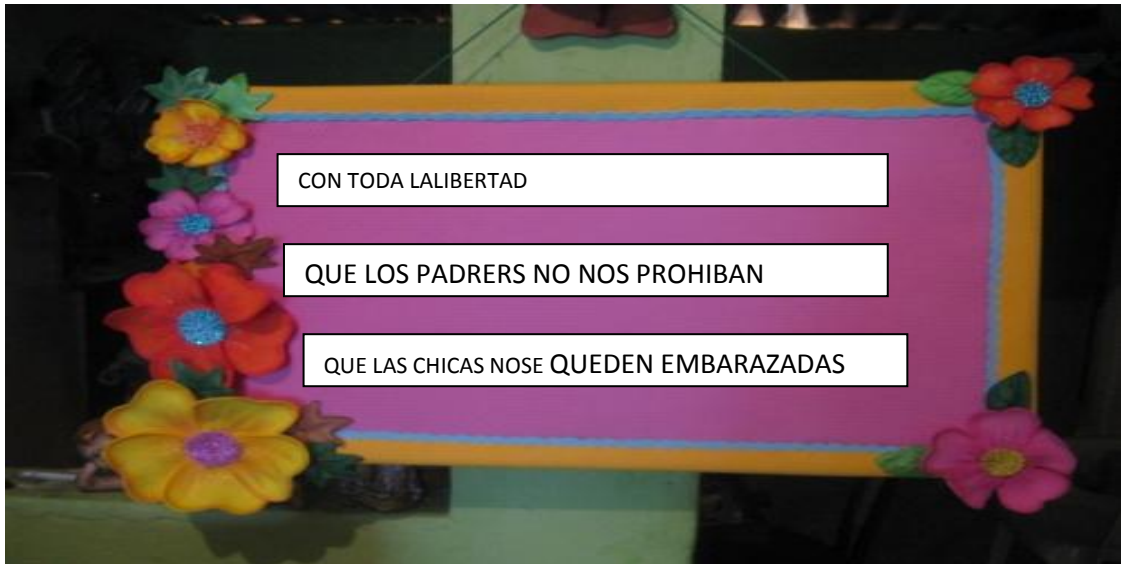 CON TODA LALIBERTAD
QUE LOS PADRERS NO NOS PROHIBAN
QUE LAS CHICAS NOSE QUEDEN EMBARAZADAS